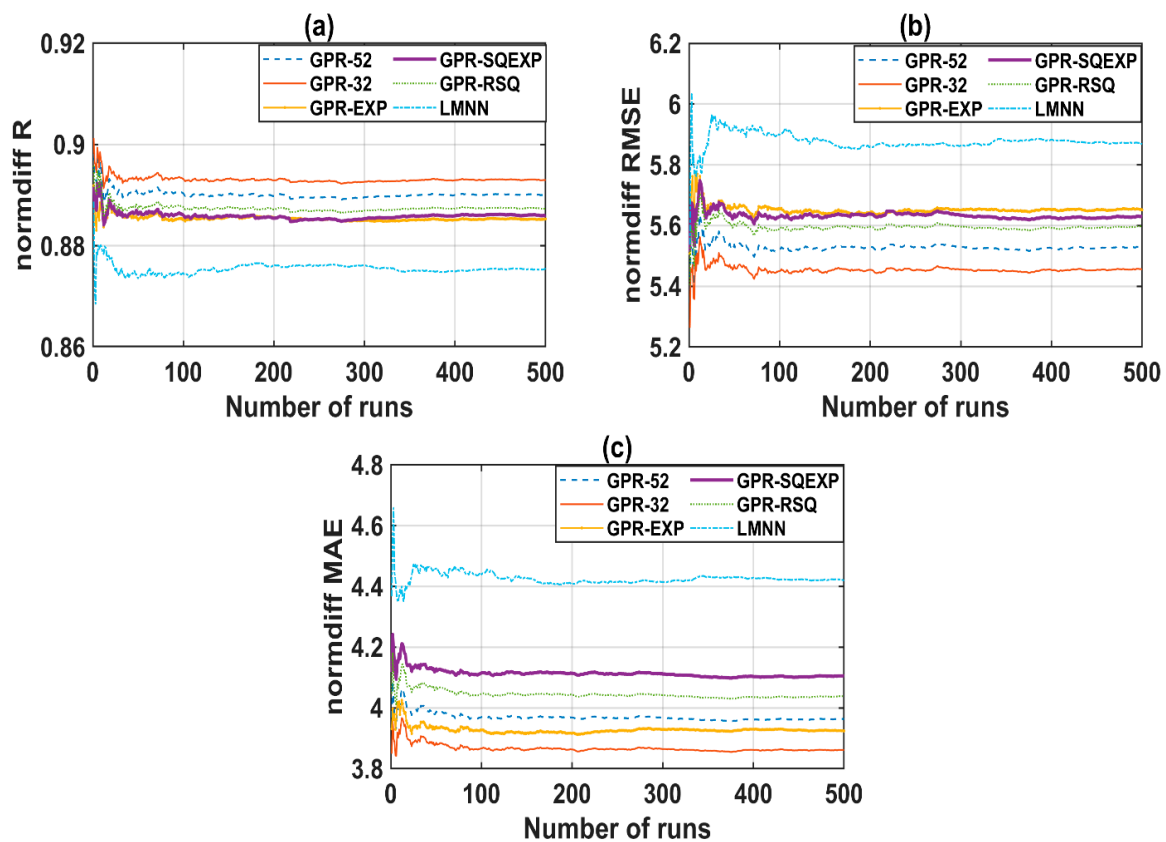 (a)
0.92
0.9
0.88
0.86
normdiff R
GPR-52
GPR-32
GPR-EXP
GPR-SQEXP
GPR-RSQ
LMNN
0 100 200 300 400 500
Number of runs
(b)
6.2
6
5.8
5.6
5.4
5.2
normdiff RMSE
GPR-52
GPR-32
GPR-EXP
GPR-SQEXP
GPR-RSQ
LMNN
0 100 200 300 400 500
Number of runs
(c)
4.8
4.6
4.4
4.2
4
3.8
normdiff MAE
GPR-52
GPR-32
GPR-EXP
GPR-SQEXP
GPR-RSQ
LMNN
0 100 200 300 400 500
Number of runs